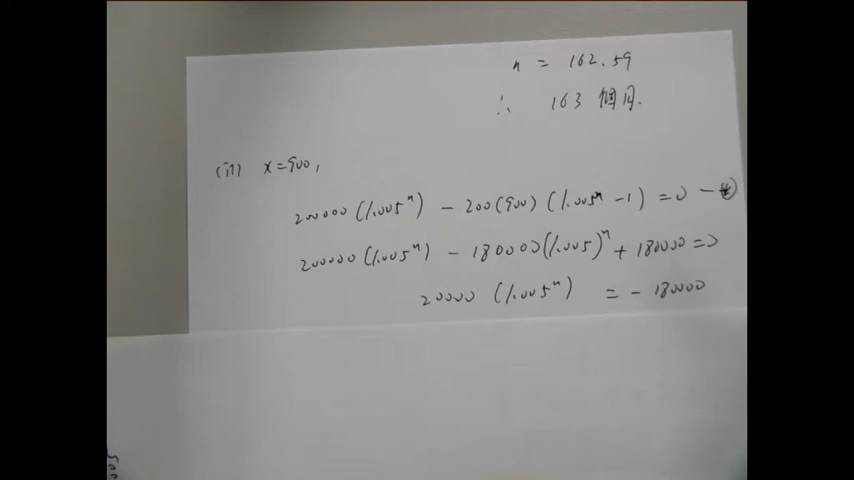 n = 162.59
∴ 163 個月.
(iii) x = 900,
200000 (1.005ⁿ) - 200(900) (1.005ⁿ - 1) = 0 -
200000 (1.005ⁿ) - 180000(1.005)ⁿ + 180000 = 0
20000 (1.005ⁿ) = - 180000
500